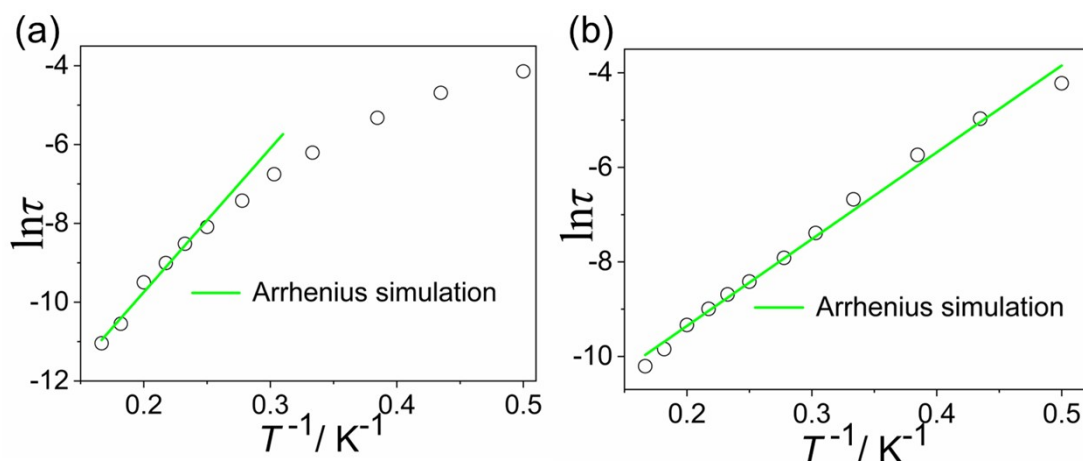 (a)
-4
-6
-8
-10
-12
lnτ
Arrhenius simulation
0.2
0.3
0.4
0.5
T⁻¹/ K⁻¹
(b)
-4
-6
-8
-10
lnτ
Arrhenius simulation
0.2
0.3
0.4
0.5
T⁻¹/ K⁻¹